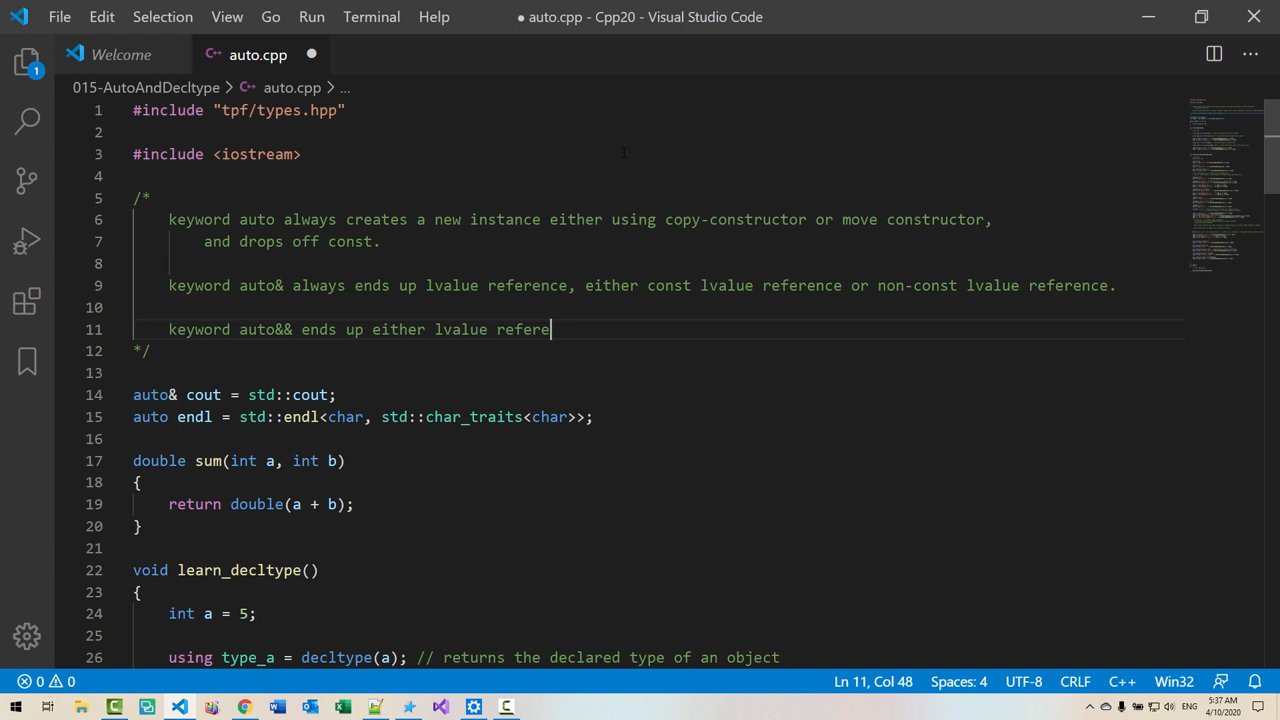 File Edit Selection View Go Run Terminal Help
● auto.cpp - Cpp20 - Visual Studio Code
Welcome
auto.cpp
015-AutoAndDecltype > auto.cpp > ...
1
1 #include "tpf/types.hpp"
2
3 #include <iostream>
4
5 /*
6 keyword auto always creates a new instance either using copy-constructor or move-constructor,
7 and drops off const.
8
9 keyword auto& always ends up lvalue reference, either const lvalue reference or non-const lvalue reference.
10
11 keyword auto&& ends up either lvalue refere
12 */
13
14 auto& cout = std::cout;
15 auto endl = std::endl<char, std::char_traits<char>>;
16
17 double sum(int a, int b)
18 {
19 return double(a + b);
20 }
21
22 void learn_decltype()
23 {
24 int a = 5;
25
26 using type_a = decltype(a); // returns the declared type of an object
0 0 Ln 11, Col 48 Spaces: 4 UTF-8 CRLF C++ Win32
ENG
5:37 AM
4/10/2020